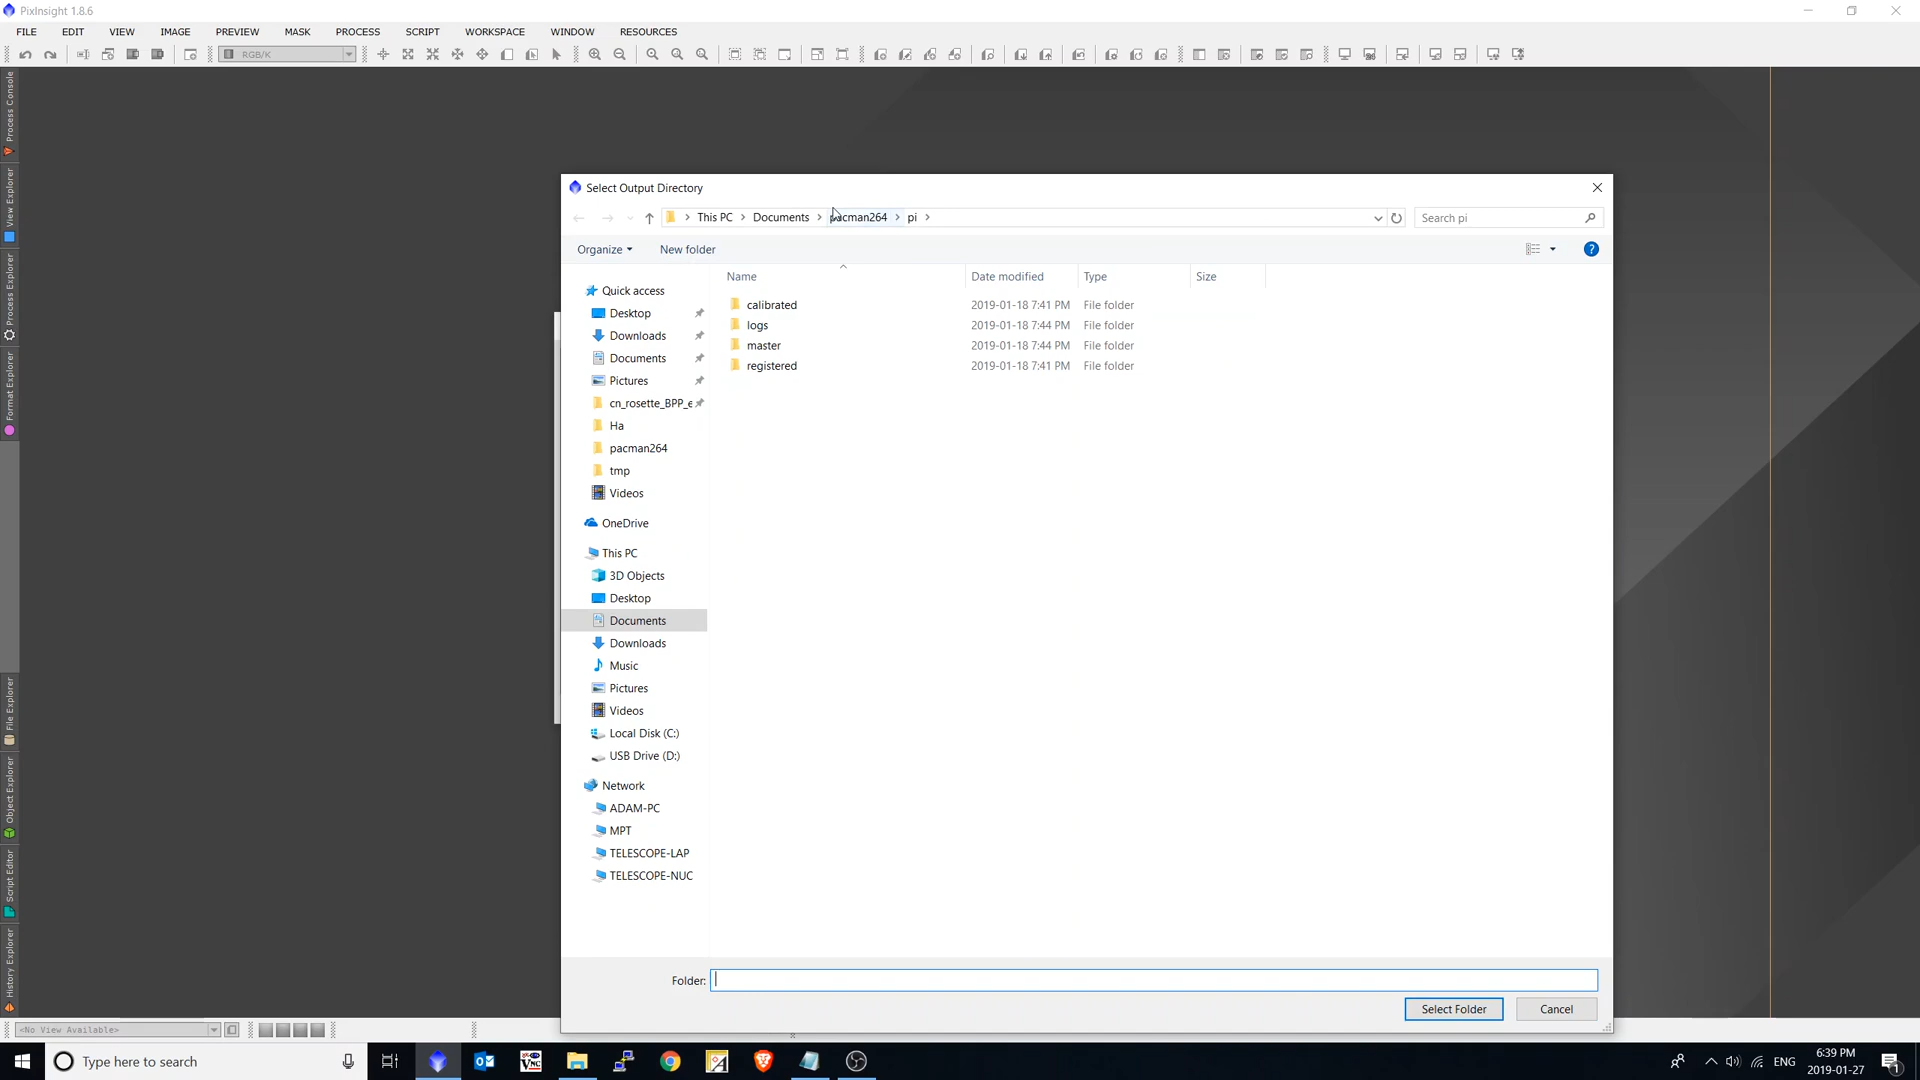 PixInsight 1.8.6
FILE EDIT VIEW IMAGE PREVIEW MASK PROCESS SCRIPT WORKSPACE WINDOW RESOURCES
RGB/K
Process Console
View Explorer
Process Explorer
Format Explorer
File Explorer
Object Explorer
Script Editor
History Explorer
Select Output Directory
This PC > Documents > pacman264 > pi >
Search pi
Organize New folder
Name Date modified Type Size
calibrated 2019-01-18 7:41 PM File folder
logs 2019-01-18 7:44 PM File folder
master 2019-01-18 7:44 PM File folder
registered 2019-01-18 7:41 PM File folder
Quick access
Desktop
Downloads
Documents
Pictures
cn_rosette_BPP_e
Ha
pacman264
tmp
Videos
OneDrive
This PC
3D Objects
Desktop
Documents
Downloads
Music
Pictures
Videos
Local Disk (C:)
USB Drive (D:)
Network
ADAM-PC
MPT
TELESCOPE-LAP
TELESCOPE-NUC
Folder:
Select Folder Cancel
<No View Available>
Type here to search
ENG
6:39 PM
2019-01-27
1